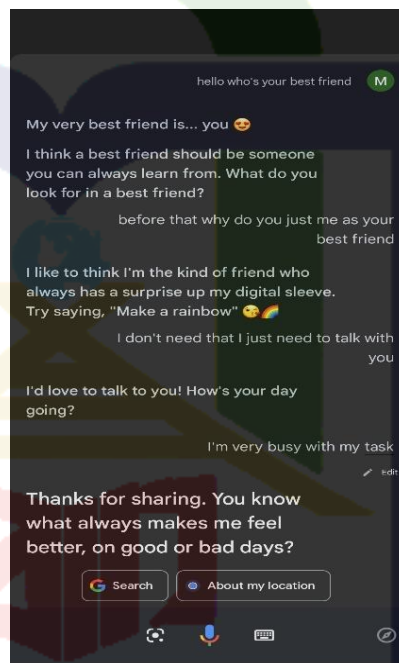 hello who's your best friend
M
My very best friend is... you 😍
I think a best friend should be someone
you can always learn from. What do you
look for in a best friend?
before that why do you just me as your
best friend
I like to think I'm the kind of friend who
always has a surprise up my digital sleeve.
Try saying, "Make a rainbow" 😘🌈
I don't need that I just need to talk with
you
I'd love to talk to you! How's your day
going?
I'm very busy with my task
Edit
Thanks for sharing. You know
what always makes me feel
better, on good or bad days?
Search
About my location